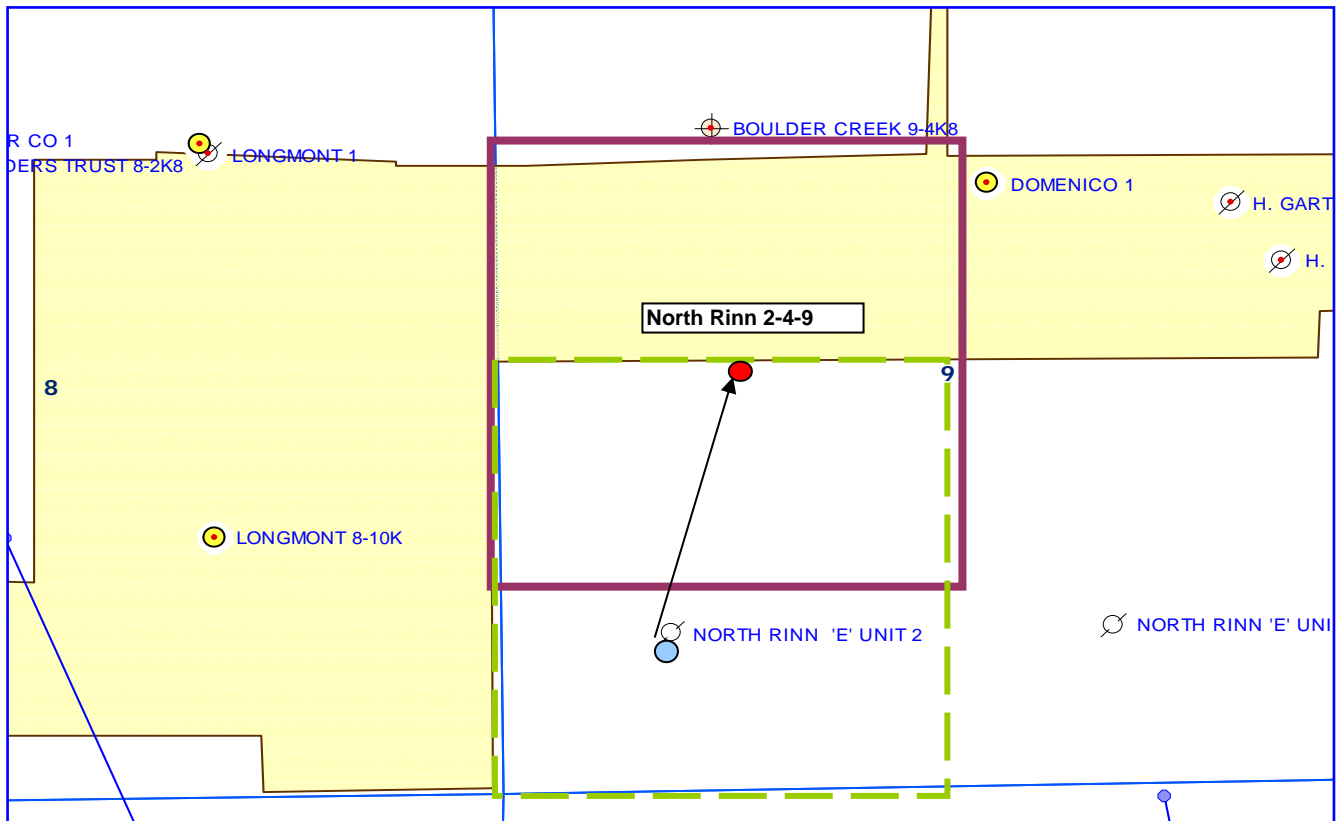 BOULDER CREEK 9-4K8
R CO 1
LONGMONT 1
DERS TRUST 8-2K8
DOMENICO 1
H. GART
H.
North Rinn 2-4-9
9
8
LONGMONT 8-10K
NORTH RINN 'E' UNIT 2
NORTH RINN 'E' UNI